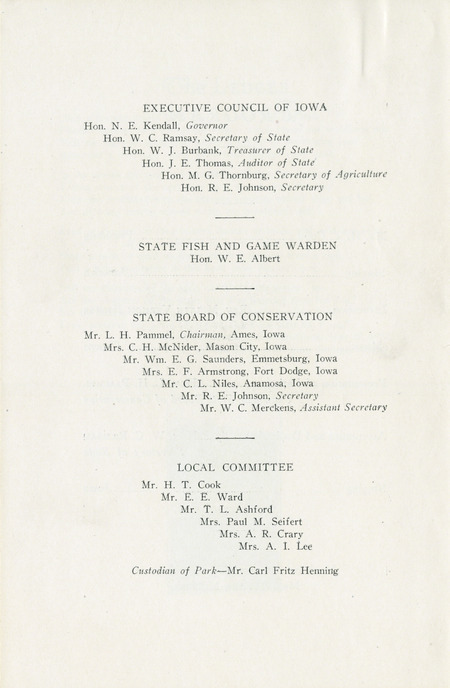 EXECUTIVE COUNCIL OF IOWA
Hon. N. E. Kendall, Governor
Hon. W. C. Ramsay, Secretary of State
Hon. W. J. Burbank, Treasurer of State
Hon. J. E. Thomas, Auditor of State
Hon. M. G. Thornburg, Secretary of Agriculture
Hon. R. E. Johnson, Secretary
STATE FISH AND GAME WARDEN
Hon. W. E. Albert
STATE BOARD OF CONSERVATION
Mr. L. H. Pammel, Chairman, Ames, Iowa
Mrs. C. H. McNider, Mason City, Iowa
Mr. Wm. E. G. Saunders, Emmetsburg, Iowa
Mrs. E. F. Armstrong, Fort Dodge, Iowa
Mr. C. L. Niles, Anamosa, Iowa
Mr. R. E. Johnson, Secretary
Mr. W. C. Merckens, Assistant Secretary
LOCAL COMMITTEE
Mr. H. T. Cook
Mr. E. E. Ward
Mr. T. L. Ashford
Mrs. Paul M. Seifert
Mrs. A. R. Crary
Mrs. A. I. Lee
Custodian of Park—Mr. Carl Fritz Henning